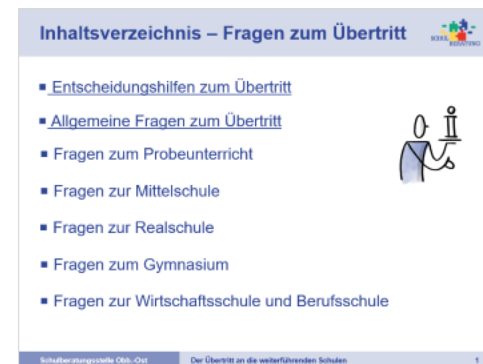 Inhaltsverzeichnis – Fragen zum Übertritt
SCHUL BERATUNG
Entscheidungshilfen zum Übertritt
Allgemeine Fragen zum Übertritt
Fragen zum Probeunterricht
Fragen zur Mittelschule
Fragen zur Realschule
Fragen zum Gymnasium
Fragen zur Wirtschaftsschule und Berufsschule
Schulberatungsstelle Obb.-Ost
Der Übertritt an die weiterführenden Schulen
1